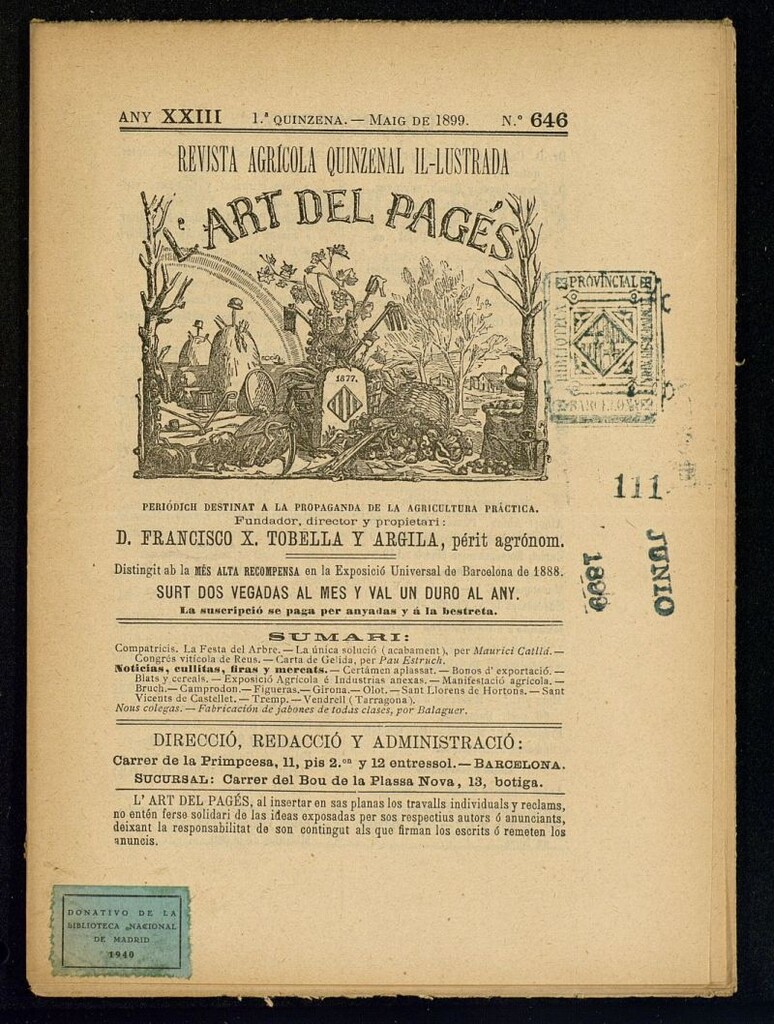 ANY XXIII 1.ª QUINZENA. — MAIG DE 1899. N.º 646
REVISTA AGRÍCOLA QUINZENAL IL-LUSTRADA
L' ART DEL PAGÉS
1877.
PERIÓDICH DESTINAT A LA PROPAGANDA DE LA AGRICULTURA PRÁCTICA.
Fundador, director y propietari:
D. FRANCISCO X. TOBELLA Y ARGILA, périt agrónom.
Distingit ab la MÉS ALTA RECOMPENSA en la Exposició Universal de Barcelona de 1888.
SURT DOS VEGADAS AL MES Y VAL UN DURO AL ANY.
La suscripció se paga per anyadas y á la bestreta.
SUMARI:
Compatricis. La Festa del Arbre. — La única solució (acabament), per Maurici Catllá. —
Congrés vitícola de Reus. — Carta de Gelida, per Pau Estruch.
Noticias, cullitas, firas y mercats. — Certámen aplassat. — Bonos d' exportació. —
Blats y cereals. — Exposició Agrícola é Industrias anexas. — Manifestació agrícola. —
Bruch. — Camprodon. — Figueras. — Girona. — Olot. — Sant Llorens de Hortons. — Sant
Vicents de Castellet. — Tremp. — Vendrell (Tarragona).
Nous colegas. — Fabricación de jabones de todas clases, por Balaguer.
DIRECCIÓ, REDACCIÓ Y ADMINISTRACIÓ:
Carrer de la Primpcesa, 11, pis 2.on y 12 entressol. — BARCELONA.
SUCURSAL: Carrer del Bou de la Plassa Nova, 13, botiga.
L' ART DEL PAGÉS, al insertar en sas planas los travalls individuals y reclams,
no entén ferse solidari de las ideas exposadas per sos respectius autors ó anunciants,
deixant la responsabilitat de son contingut als que firman los escrits ó remeten los
anuncis.
PROVINCIAL
BIBLIOTECA
BARCELONA
111
JUNIO
1899
DONATIVO DE LA
BIBLIOTECA NACIONAL
DE MADRID
1940